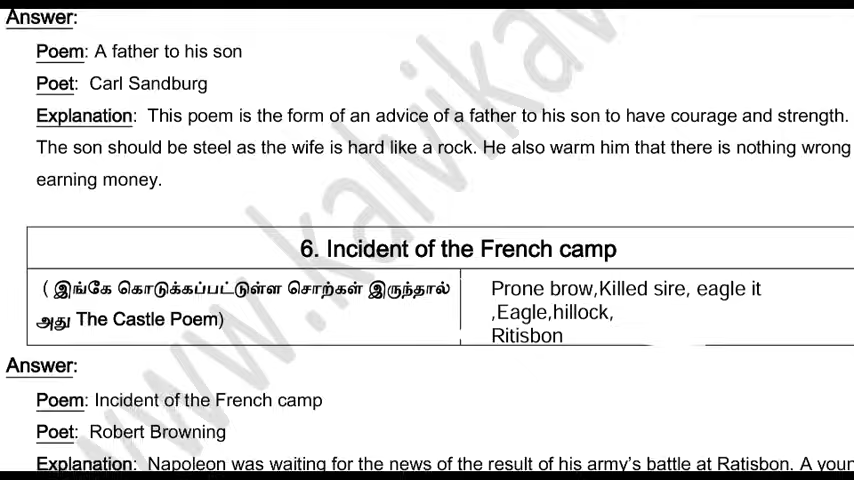 Answer:
Poem: A father to his son
Poet: Carl Sandburg
Explanation: This poem is the form of an advice of a father to his son to have courage and strength.
The son should be steel as the wife is hard like a rock. He also warm him that there is nothing wrong
earning money.
6. Incident of the French camp
( இங்கே கொடுக்கப்பட்டுள்ள சொற்கள் இருந்தால்
அது The Castle Poem)
Prone brow,Killed sire, eagle it
,Eagle,hillock,
Ritisbon
Answer:
Poem: Incident of the French camp
Poet: Robert Browning
Explanation: Napoleon was waiting for the news of the result of his army's battle at Ratisbon. A youn
www.kalvikav